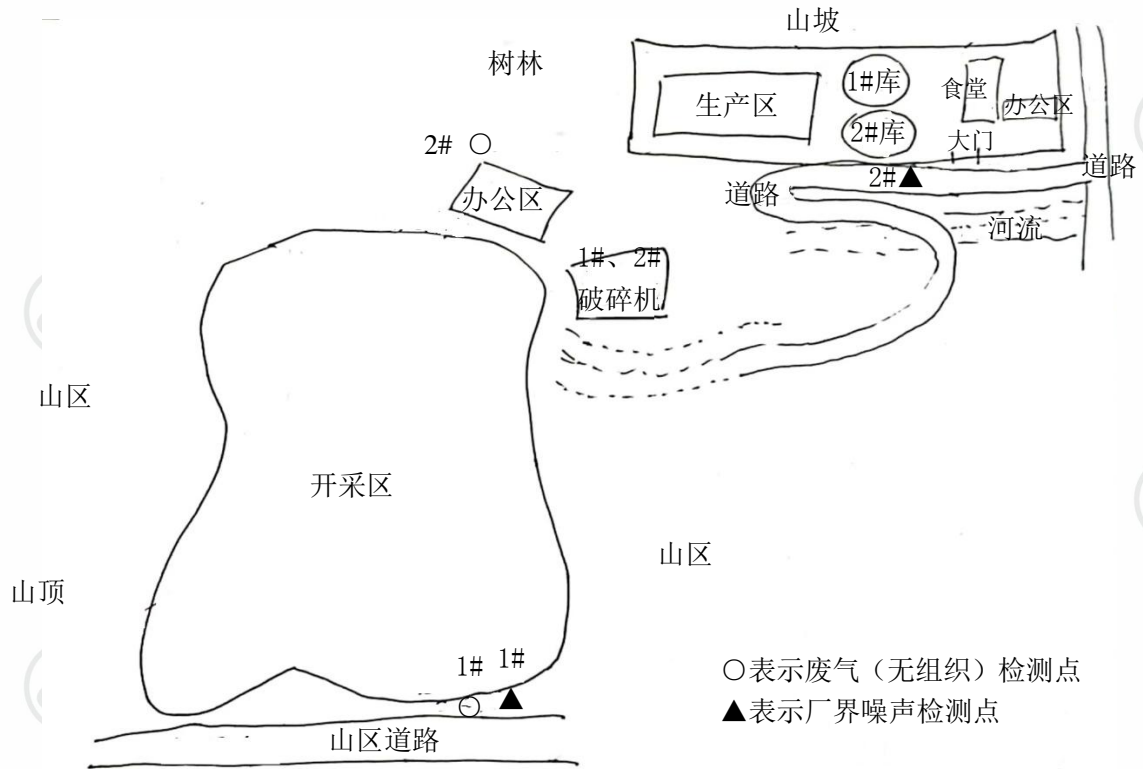 山坡
树林
1#库
食堂
生产区
办公区
2#库
大门
2# ○
道路
2#▲
道路
办公区
河流
1#、2#
破碎机
山区
开采区
山区
山顶
1#
1#
○表示废气（无组织）检测点
▲表示厂界噪声检测点
山区道路